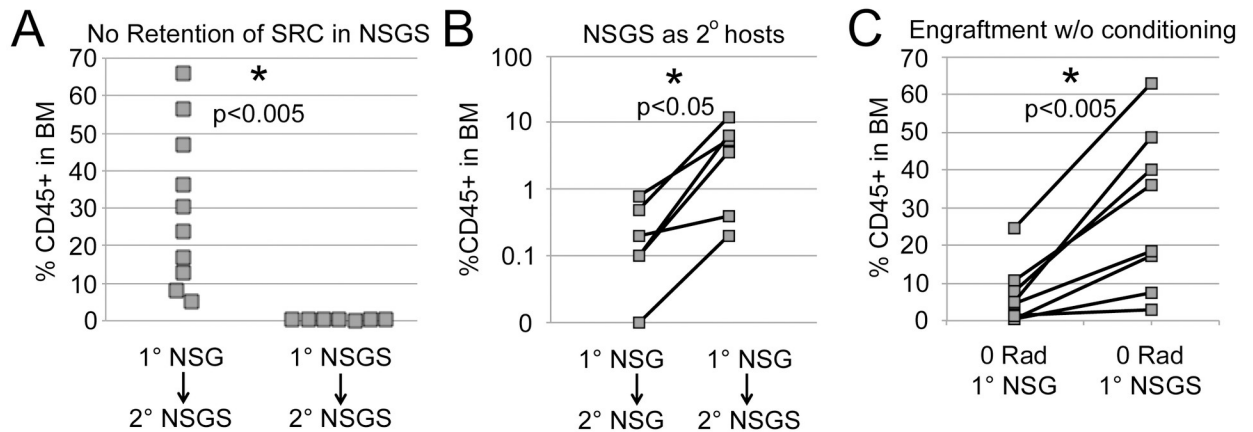 A
No Retention of SRC in NSGS
% CD45+ in BM
70
60
50
40
30
20
10
0
*
p<0.005
1° NSG
2° NSGS
1° NSGS
2° NSGS
B
NSGS as 2° hosts
%CD45+ in BM
100
10
1
0.1
0
*
p<0.05
1° NSG
2° NSG
1° NSG
2° NSGS
C
Engraftment w/o conditioning
% CD45+ in BM
70
60
50
40
30
20
10
0
*
p<0.005
0 Rad
1° NSG
0 Rad
1° NSGS